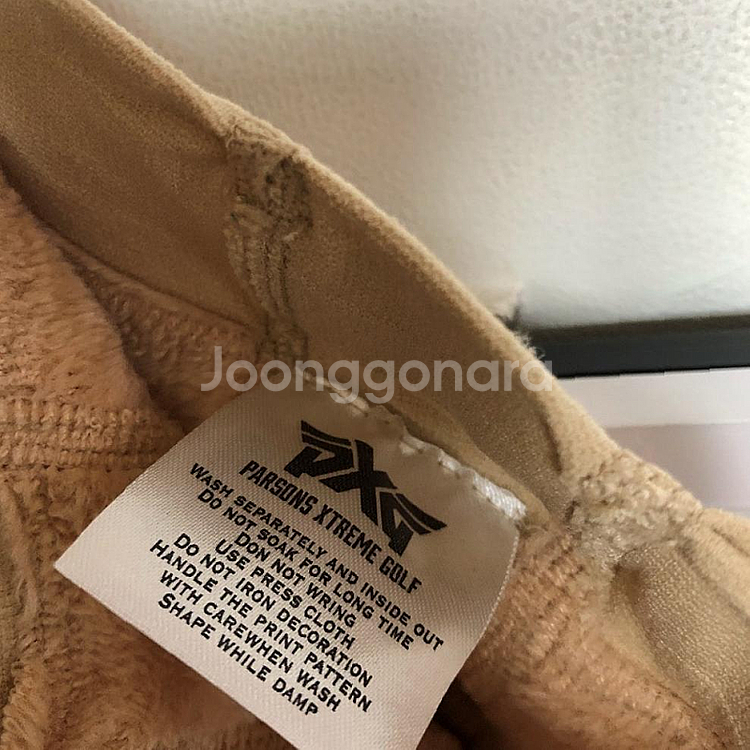 Joonggonara
PXG
PARSONS XTREME GOLF
WASH SEPARATELY AND INSIDE OUT
DO NOT SOAK FOR LONG TIME
DON NOT WRING
USE PRESS CLOTH
DO NOT IRON DECORATION
HANDLE THE PRINT PATTERN
WITH CAREWHEN WASH
SHAPE WHILE DAMP